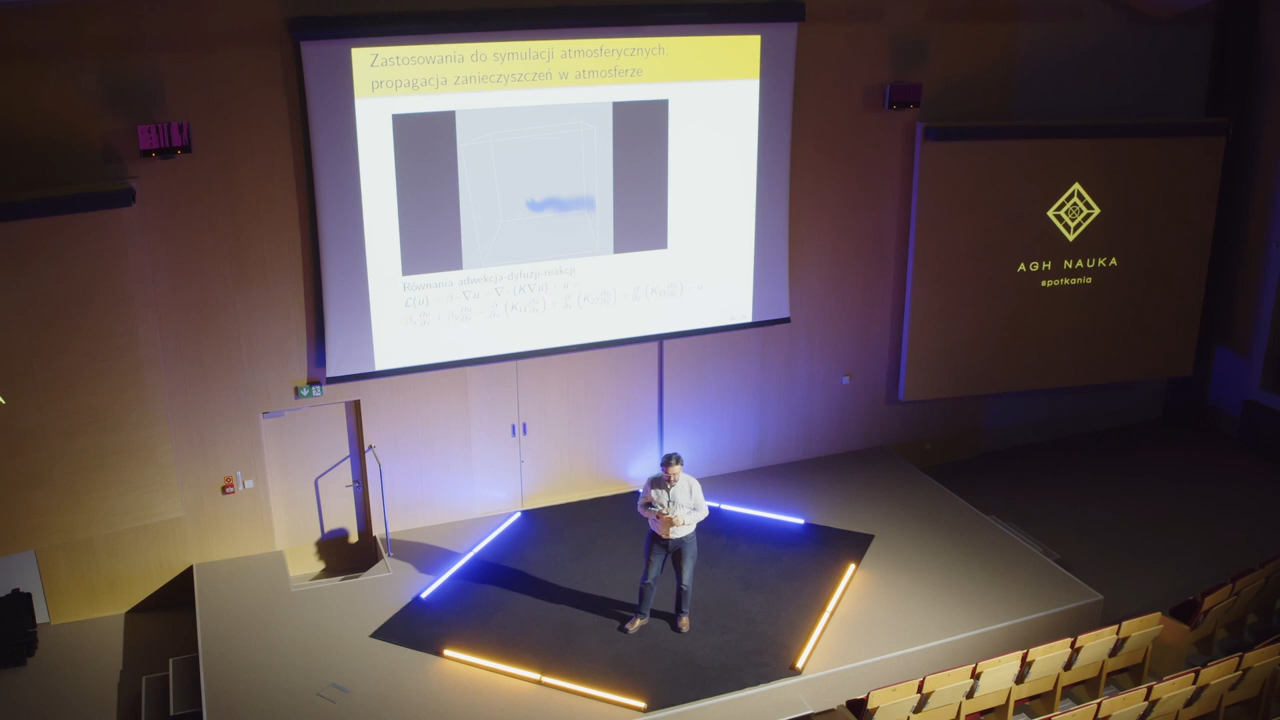 Zastosowania do symulacji atmosferycznych,
propagacja zanieczyszczeń w atmosferze
Równania adwekcja-dyfuzji-reakcji
AGH NAUKA
spotkania